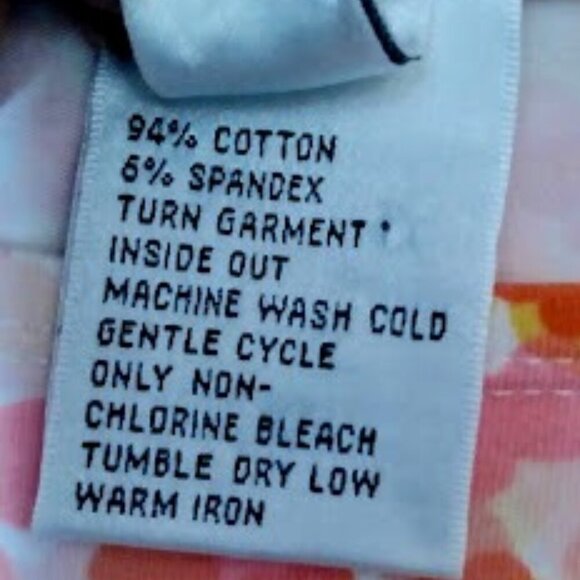 94% COTTON
6% SPANDEX
TURN GARMENT
INSIDE OUT
MACHINE WASH COLD
GENTLE CYCLE
ONLY NON-
CHLORINE BLEACH
TUMBLE DRY LOW
WARM IRON